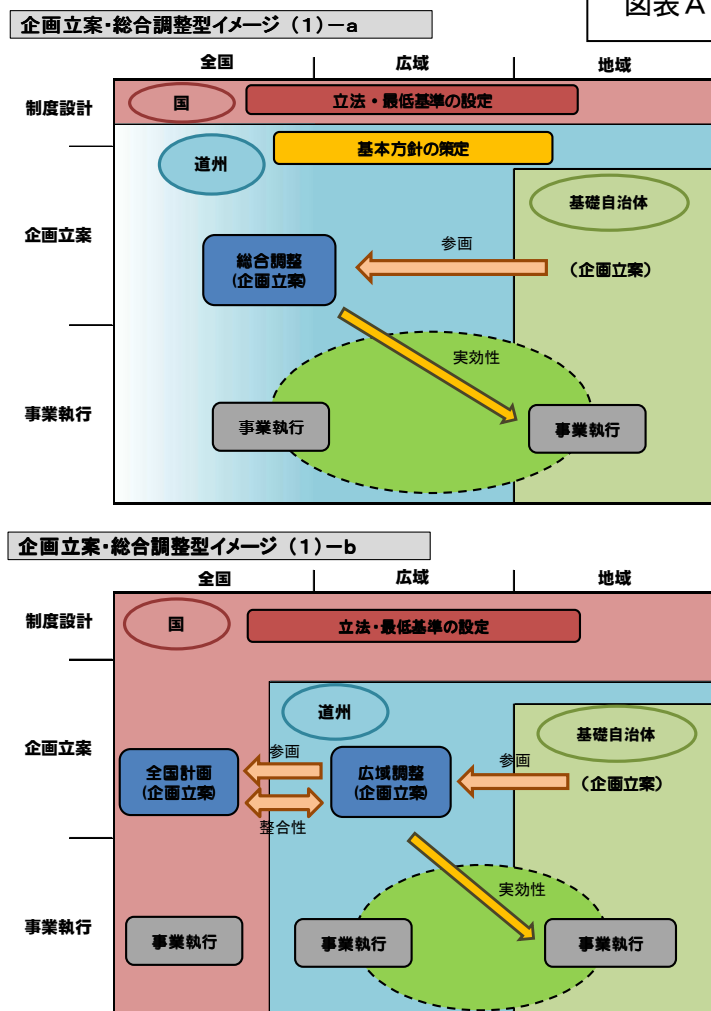 図表A
企画立案・総合調整型イメージ (1)-a
全国 広域 地域
制度設計
国
立法・最低基準の設定
道州
基本方針の策定
基礎自治体
企画立案
総合調整
(企画立案)
参画
(企画立案)
実効性
事業執行
事業執行
事業執行
企画立案・総合調整型イメージ (1)-b
全国 広域 地域
制度設計
国
立法・最低基準の設定
道州
基礎自治体
企画立案
全国計画
(企画立案)
参画
整合性
広域調整
(企画立案)
参画
(企画立案)
実効性
事業執行
事業執行
事業執行
事業執行